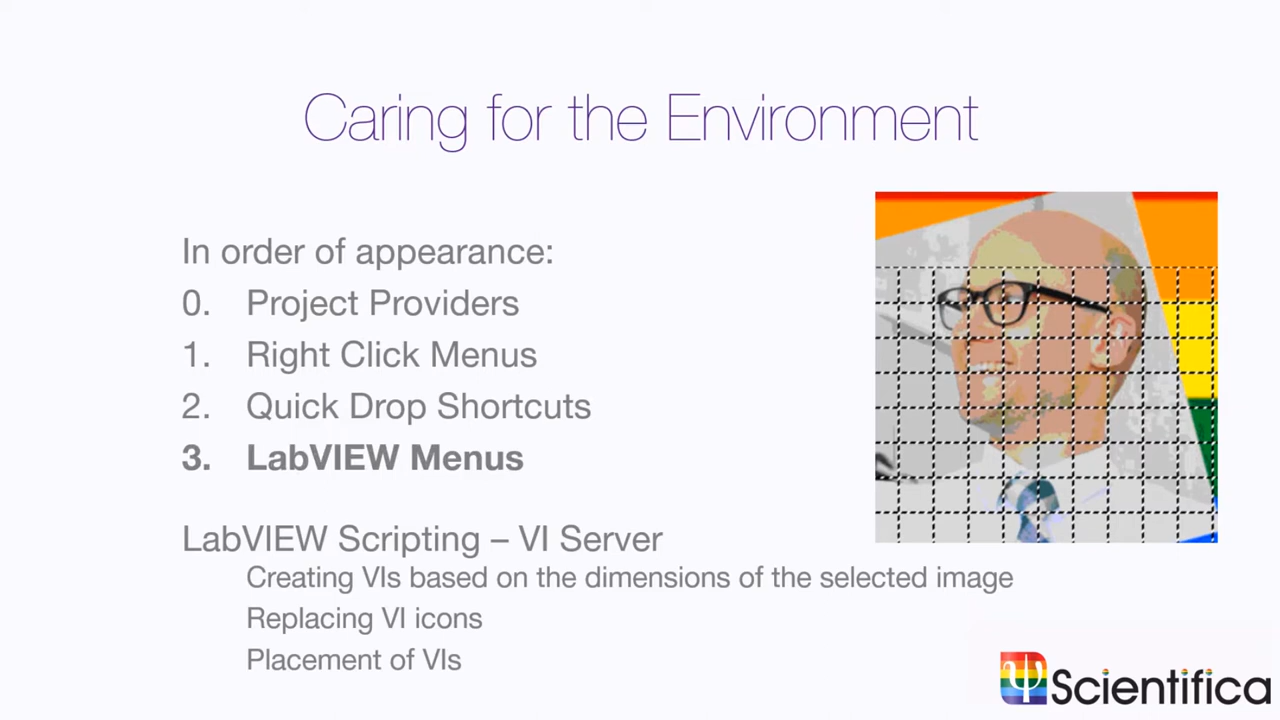 Caring for the Environment
In order of appearance:
0. Project Providers
1. Right Click Menus
2. Quick Drop Shortcuts
3. LabVIEW Menus
LabVIEW Scripting – VI Server
Creating VIs based on the dimensions of the selected image
Replacing VI icons
Placement of VIs
ψ Scientifica